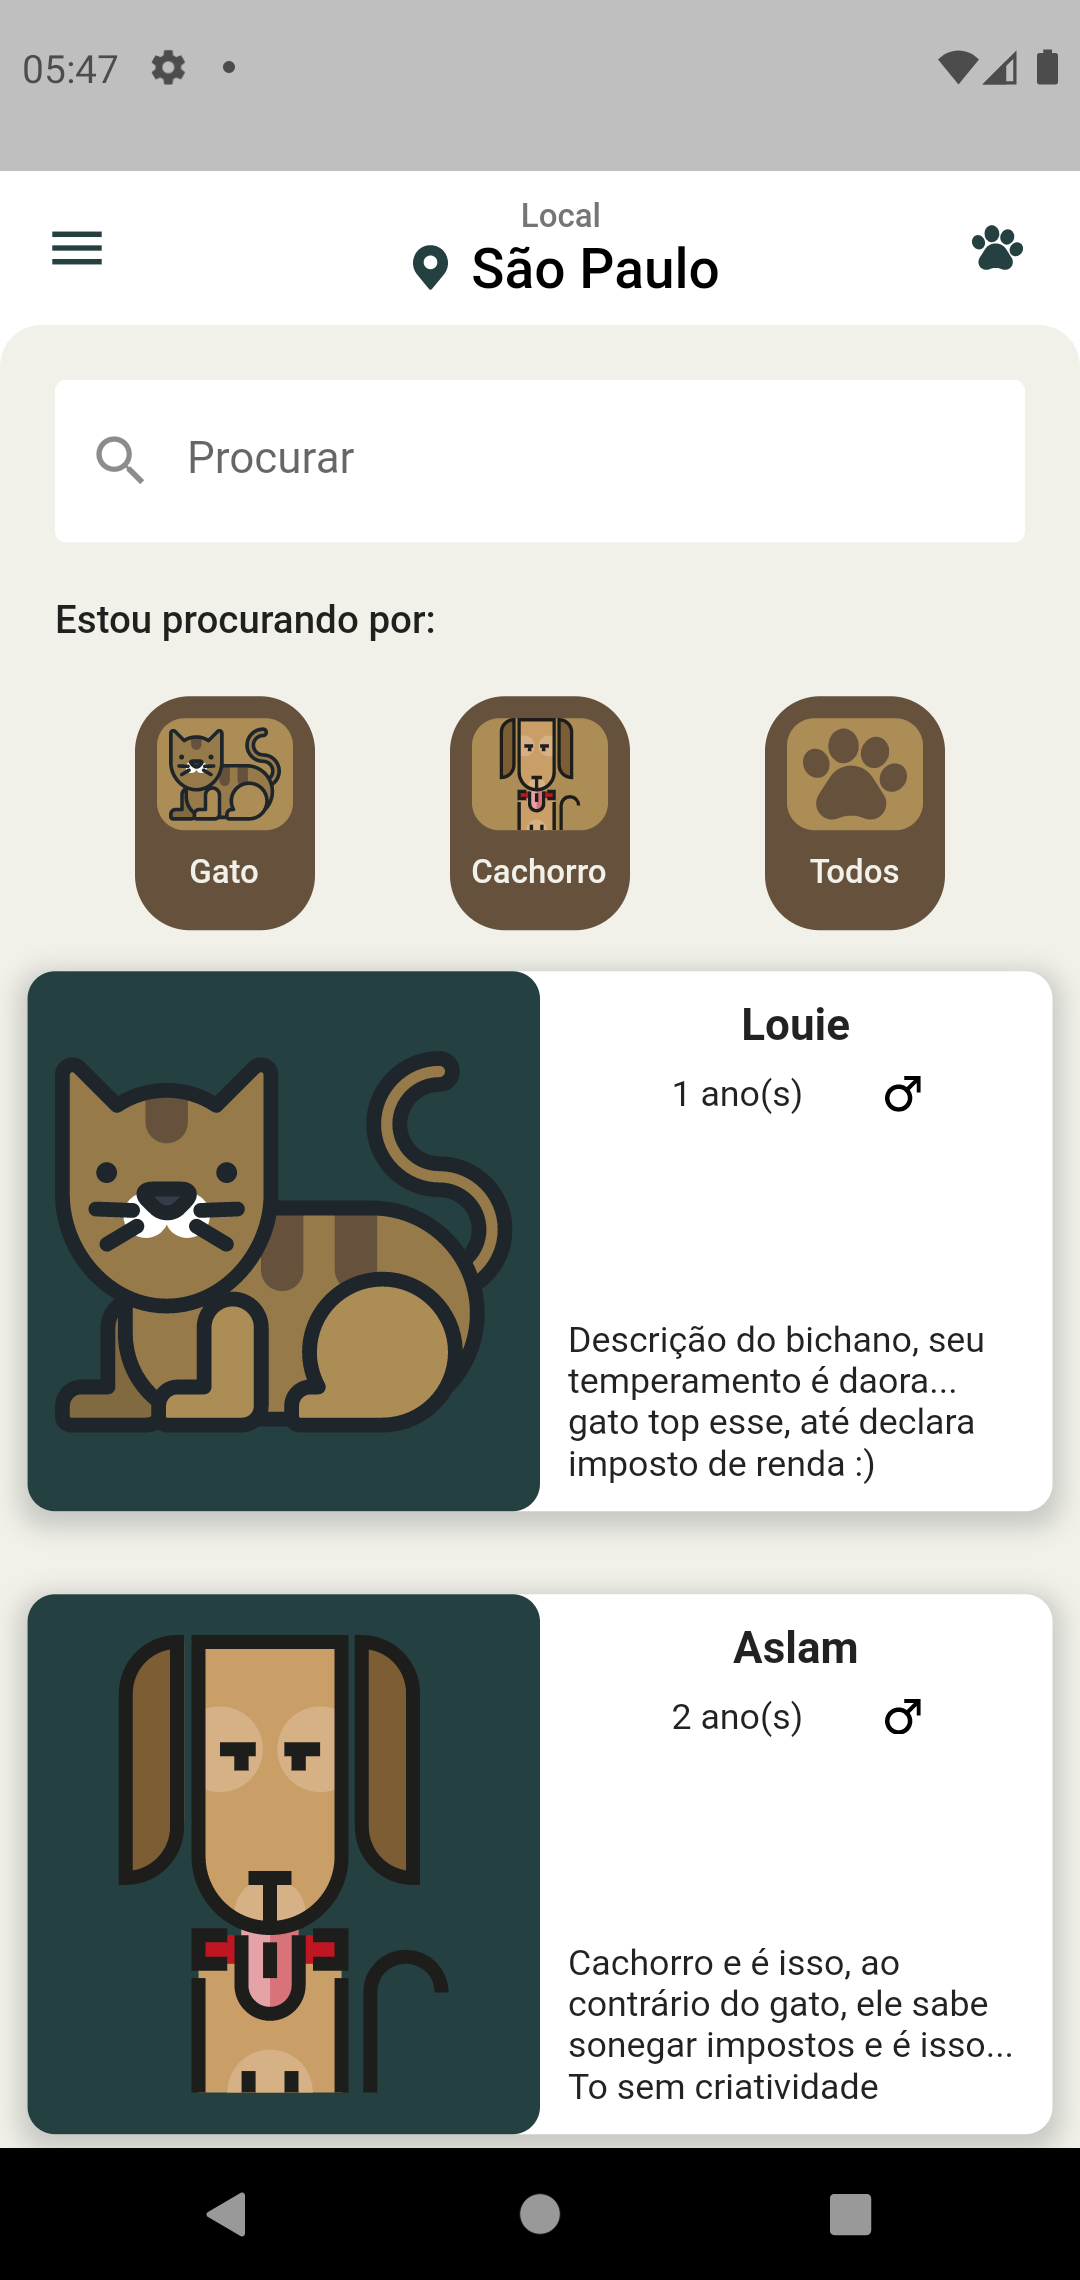 05:47
Local
São Paulo
Procurar
Estou procurando por:
Gato
Cachorro
Todos
Louie
1 ano(s)
Descrição do bichano, seu
temperamento é daora...
gato top esse, até declara
imposto de renda :)
Aslam
2 ano(s)
Cachorro e é isso, ao
contrário do gato, ele sabe
sonegar impostos e é isso...
To sem criatividade